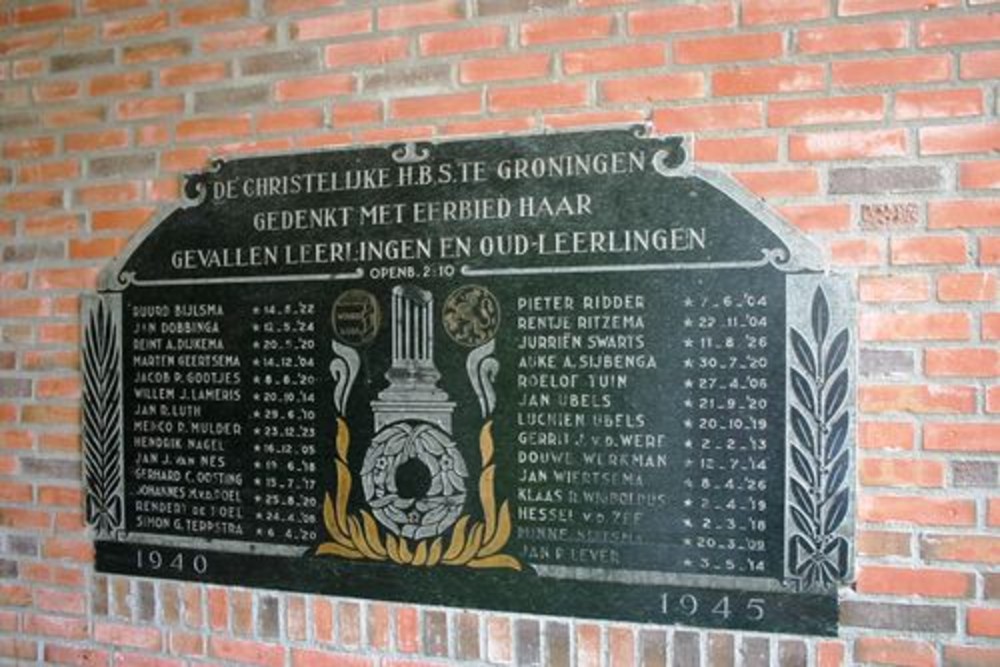 DE CHRISTELIJKE H.B.S. TE GRONINGEN
GEDENKT MET EERBIED HAAR
GEVALLEN LEERLINGEN EN OUD-LEERLINGEN
OPENB. 2:10
RUURD BIJLSMA * 14-8-'22
JAN DOBBINGA * 12-5-'24
REINT A. DIJKEMA * 20-5-'20
MARTEN GEERTSEMA * 14-12-'04
JACOB P. GOOTJES * 8-8-'20
WILLEM J. LAMERIS * 20-10-'14
JAN R. LUTH * 29-6-'10
MENCO R. MULDER * 23-12-'23
HENDRIK NAGEL * 16-12-'05
JAN J. VAN NES * 19-6-'18
GERHARD C. OOSTING * 15-7-'17
JOHANNES M.V.D. POEL * 25-8-'20
RENDERT DE POEL * 24-4-'08
SIMON G. TERPSTRA * 6-4-'20
PIETER RIDDER * 7-6-'04
RENTJE RITZEMA * 22-11-'04
JURRIËN SWARTS * 11-8-'26
AUKE A. SIJBENGA * 30-7-'20
ROELOF TUIN * 27-4-'06
JAN UBELS * 21-9-'20
LUCHIEN UBELS * 20-10-'19
GERRIT J. V.D. WERF * 2-2-'13
DOUWE WERKMAN * 12-7-'14
JAN WIERTSEMA * 8-4-'26
KLAAS R. * 2-4-'19
HESSEL V.D. ZEE * 2-3-'18
MINNE * 20-3-'09
JAN P. LEVER * 3-5-'14
1940
1945